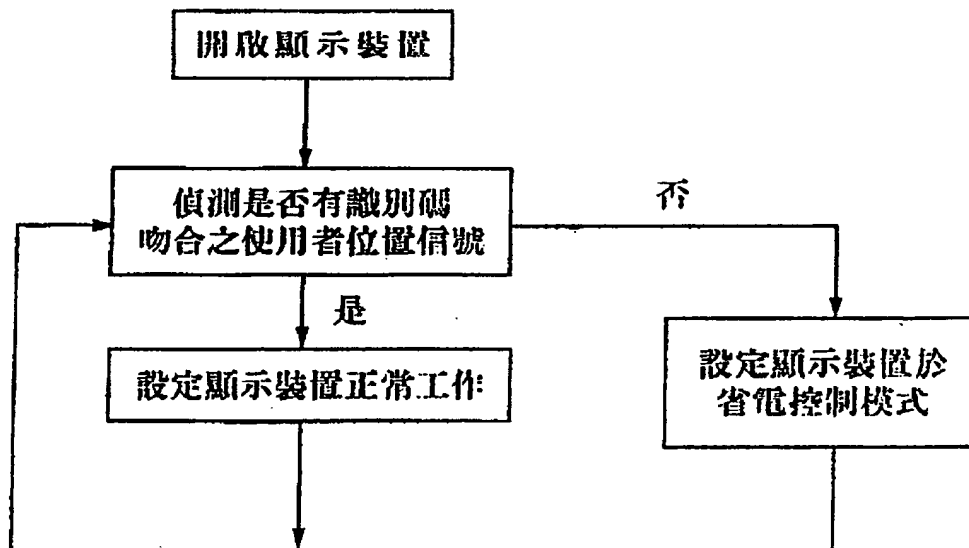 開啟顯示裝置
偵測是否有識別碼
吻合之使用者位置信號
否
是
設定顯示裝置正常工作
設定顯示裝置於
省電控制模式